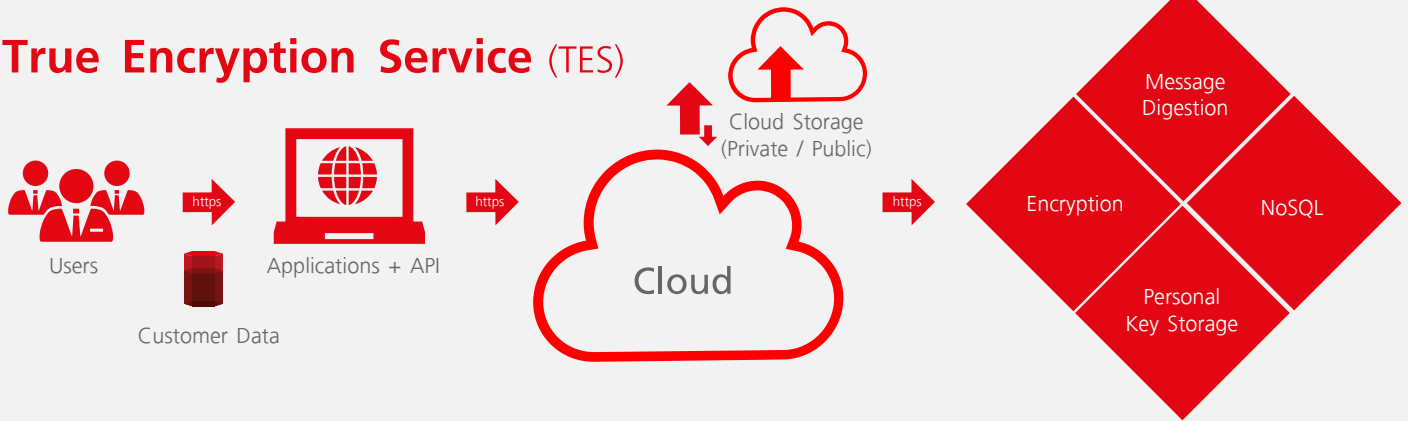 True Encryption Service (TES)
Cloud Storage
(Private / Public)
Message
Digestion
https
https
https
Encryption
NoSQL
Users
Applications + API
Cloud
Customer Data
Personal
Key Storage